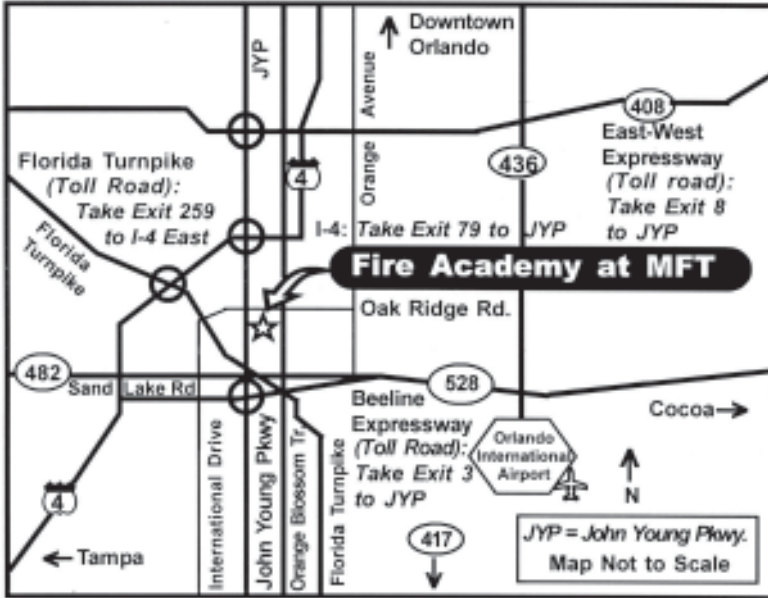 Downtown
Orlando
JYP
Avenue
Orange
408
East-West
Expressway
(Toll road):
Take Exit 8
to JYP
436
Florida Turnpike
(Toll Road):
Take Exit 259
to I-4 East
4
I-4: Take Exit 79 to JYP
Florida
Turnpike
Fire Academy at MFT
Oak Ridge Rd.
482
Sand Lake Rd
528
Beeline
Expressway
(Toll Road):
Take Exit 3
to JYP
Cocoa
Orlando
International
Airport
N
International Drive
John Young Pkwy
Orange Blossom Tr.
Florida Turnpike
4
Tampa
417
JYP = John Young Pkwy.
Map Not to Scale